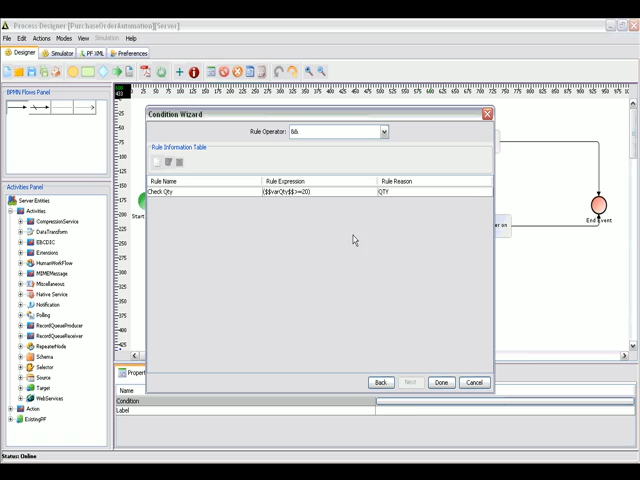 Process Designer [PurchaseOrderAutomation][Server]
File Edit Actions Modes View Simulation Help
Designer Simulator PF XML Preferences
BPMN Flows Panel
Condition Wizard
Rule Operator: &&
Rule Information Table
Rule Name Rule Expression Rule Reason
Check Qty ($$varQty$$>=20) QTY
Back Next Done Cancel
Activities Panel
Server Entities
Activities
CompressionService
DataTransform
EBCDIC
Extensions
HumanWorkFlow
MIMEMessage
Miscellaneous
Native Service
Notification
Polling
RecordQueueProducer
RecordQueueReceiver
RepeaterNode
Schema
Selector
Source
Target
WebServices
Action
ExistingPF
Start
er on
End Event
Propert
Name
Condition
Label
Status: Online